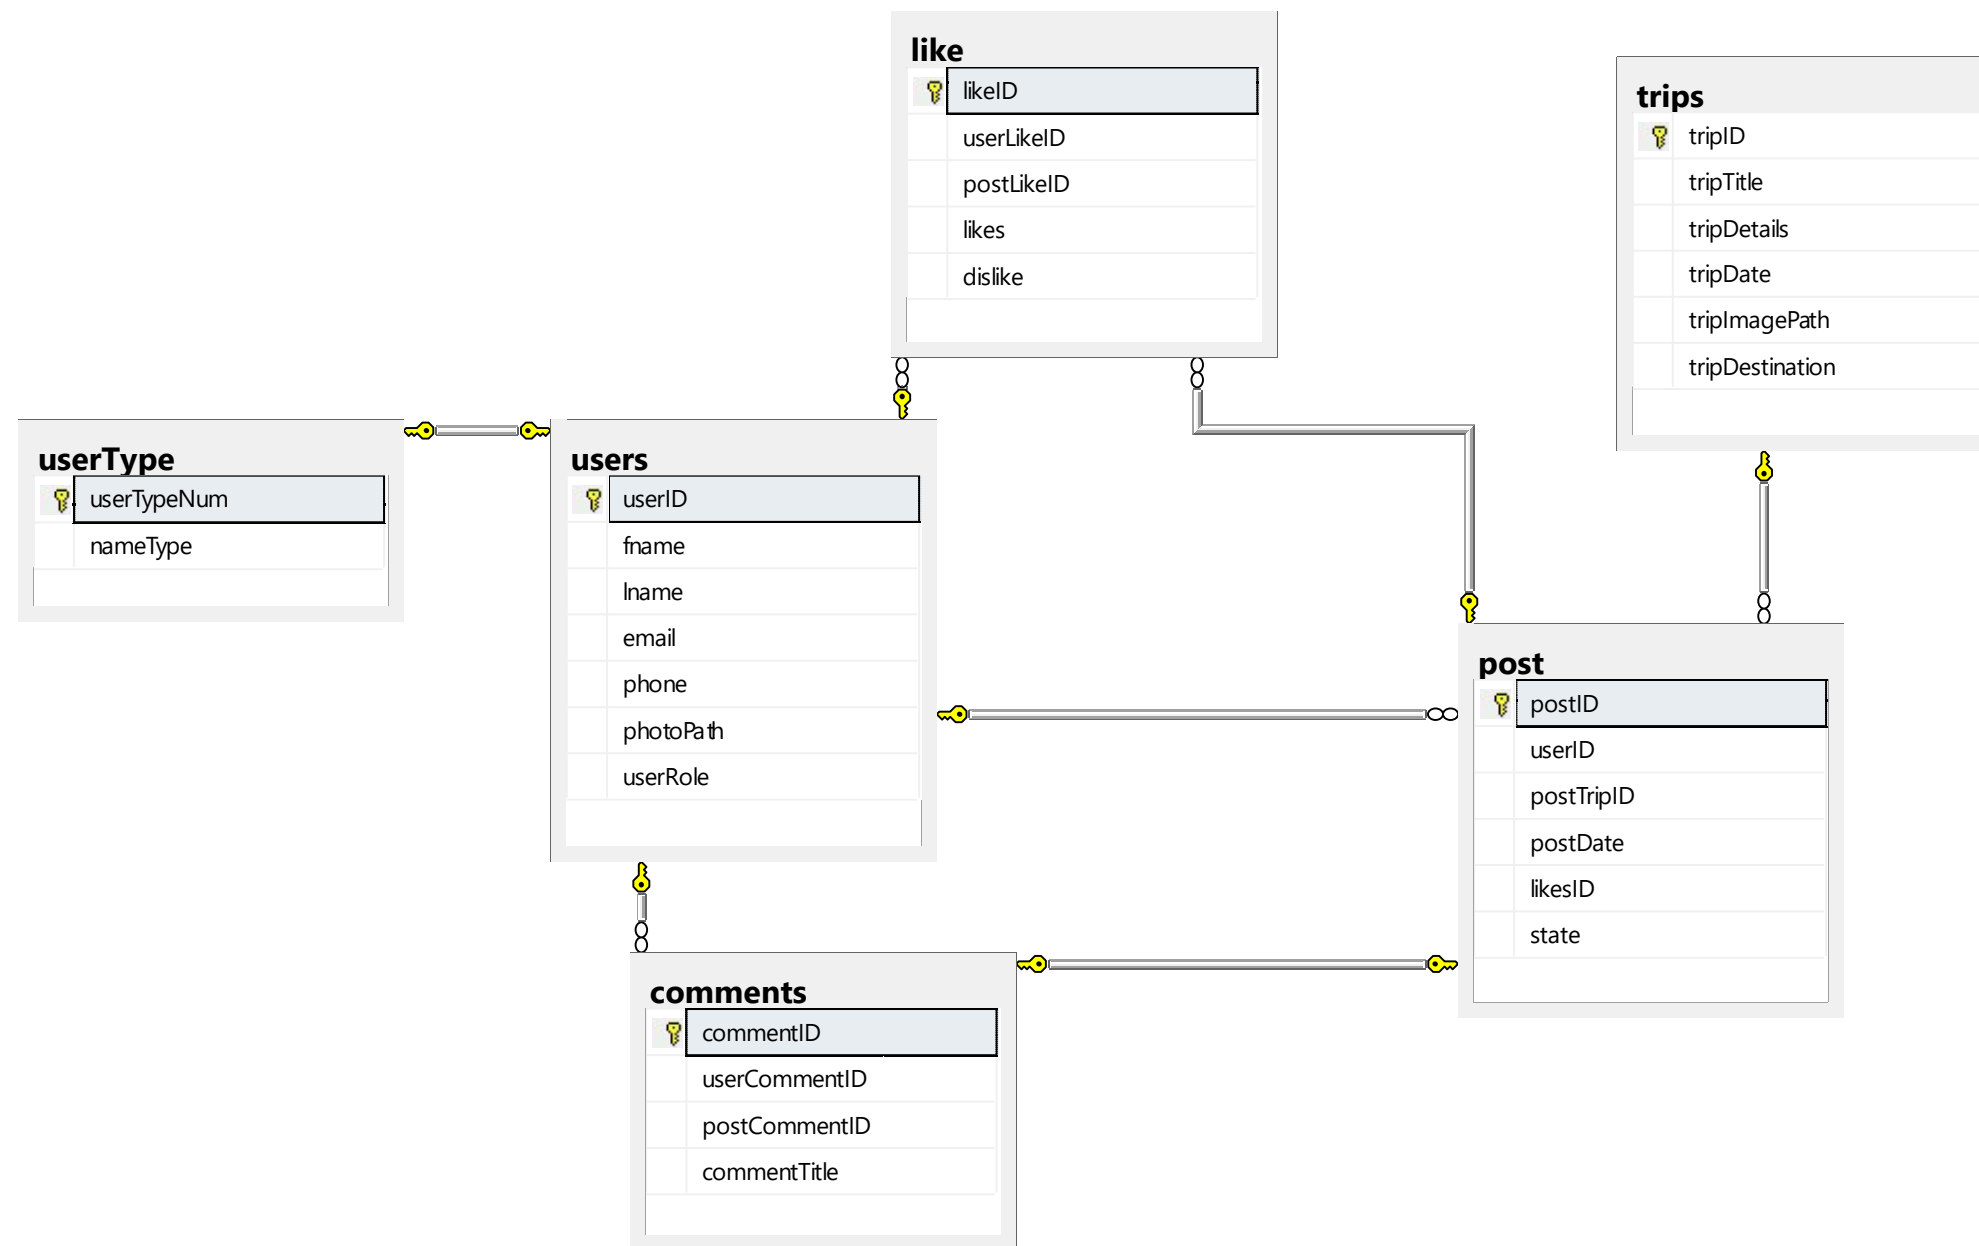 like
likeID
userLikeID
postLikeID
likes
dislike
trips
tripID
tripTitle
tripDetails
tripDate
tripImagePath
tripDestination
userType
userTypeNum
nameType
users
userID
fname
lname
email
phone
photoPath
userRole
post
postID
userID
postTripID
postDate
likesID
state
comments
commentID
userCommentID
postCommentID
commentTitle